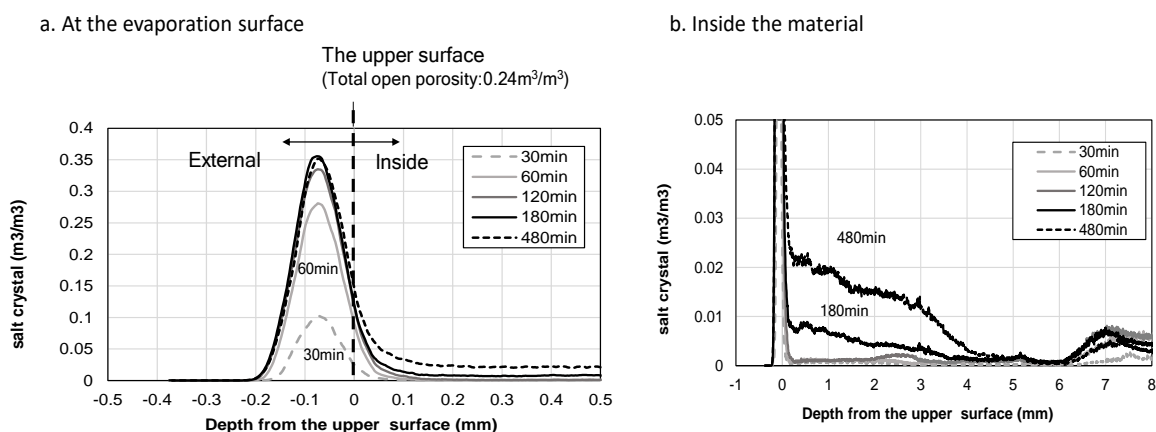 a. At the evaporation surface
The upper surface
(Total open porosity:0.24m³/m³)
0.4
0.35
0.3
0.25
0.2
0.15
0.1
0.05
0
External
Inside
30min
60min
120min
180min
480min
60min
30min
salt crystal (m3/m3)
-0.5 -0.4 -0.3 -0.2 -0.1 0 0.1 0.2 0.3 0.4 0.5
Depth from the upper surface (mm)
b. Inside the material
0.05
0.04
0.03
0.02
0.01
0
30min
60min
120min
180min
480min
480min
180min
salt crystal (m3/m3)
-1 0 1 2 3 4 5 6 7 8
Depth from the upper surface (mm)